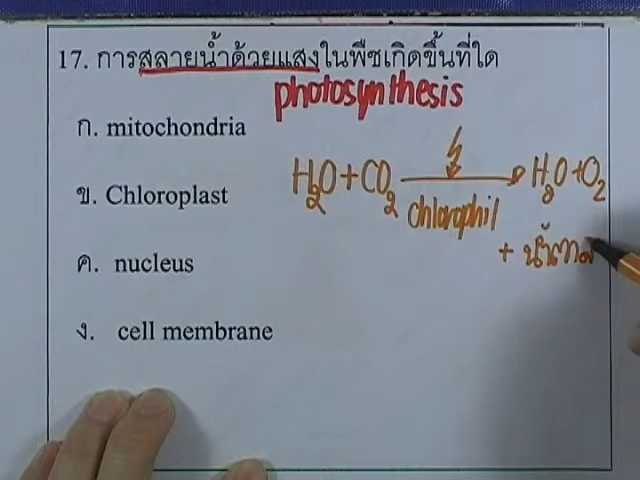 17. การสลายน้ำด้วยแสงในพืชเกิดขึ้นที่ใด
photosynthesis
ก. mitochondria
H2O+CO2 → H2O+O2
chlorophil
ข. Chloroplast
+ น้ำตาล
ค. nucleus
ง. cell membrane